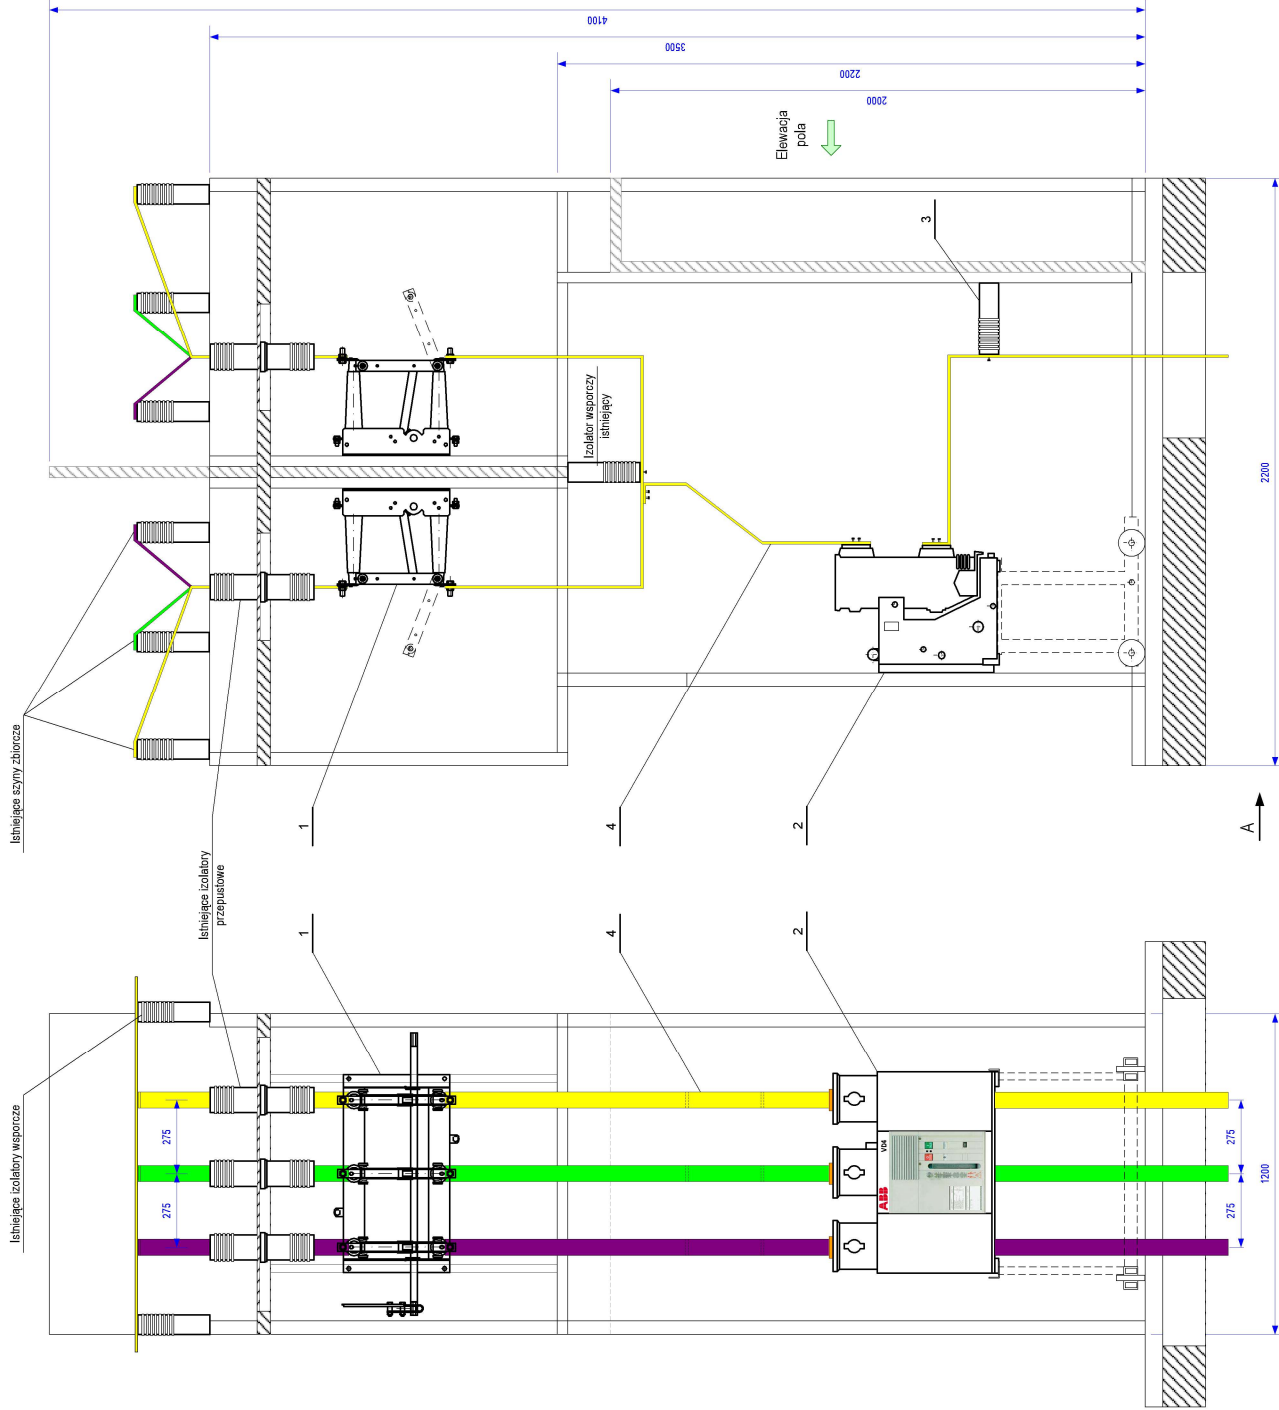 4100
3500
2200
2000
Elewacja
pola
3
Izolator wsporczy
istniejący
2200
Istniejące szyny zbiorcze
1
4
2
A
Istniejące izolatory
przepustowe
1
4
2
Istniejące izolatory wsporcze
275
275
VD4
ABB
275
275
1200